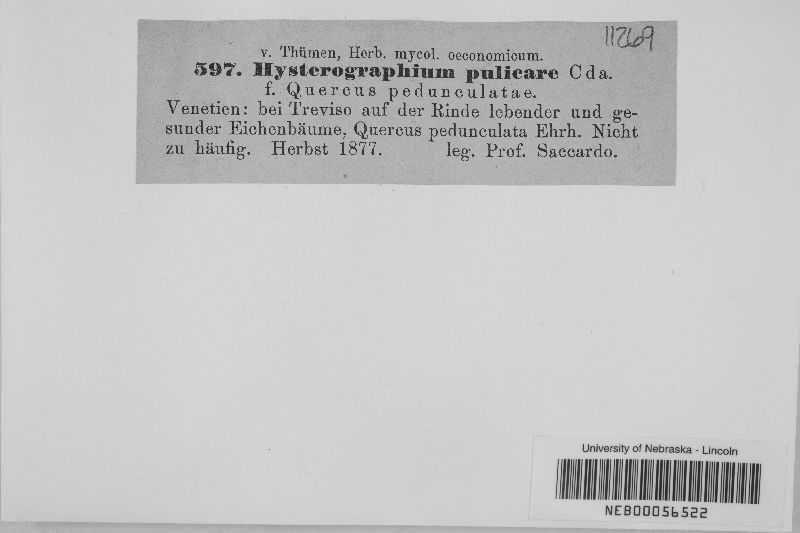 11269
v. Thümen, Herb. mycol. oeconomicum.
597. Hysterographium pulicare Cda.
f. Quercus pedunculatae.
Venetien: bei Treviso auf der Rinde lebender und ge-
sunder Eichenbäume, Quercus pedunculata Ehrh. Nicht
zu häufig. Herbst 1877. leg. Prof. Saccardo.
University of Nebraska - Lincoln
NEB00056522